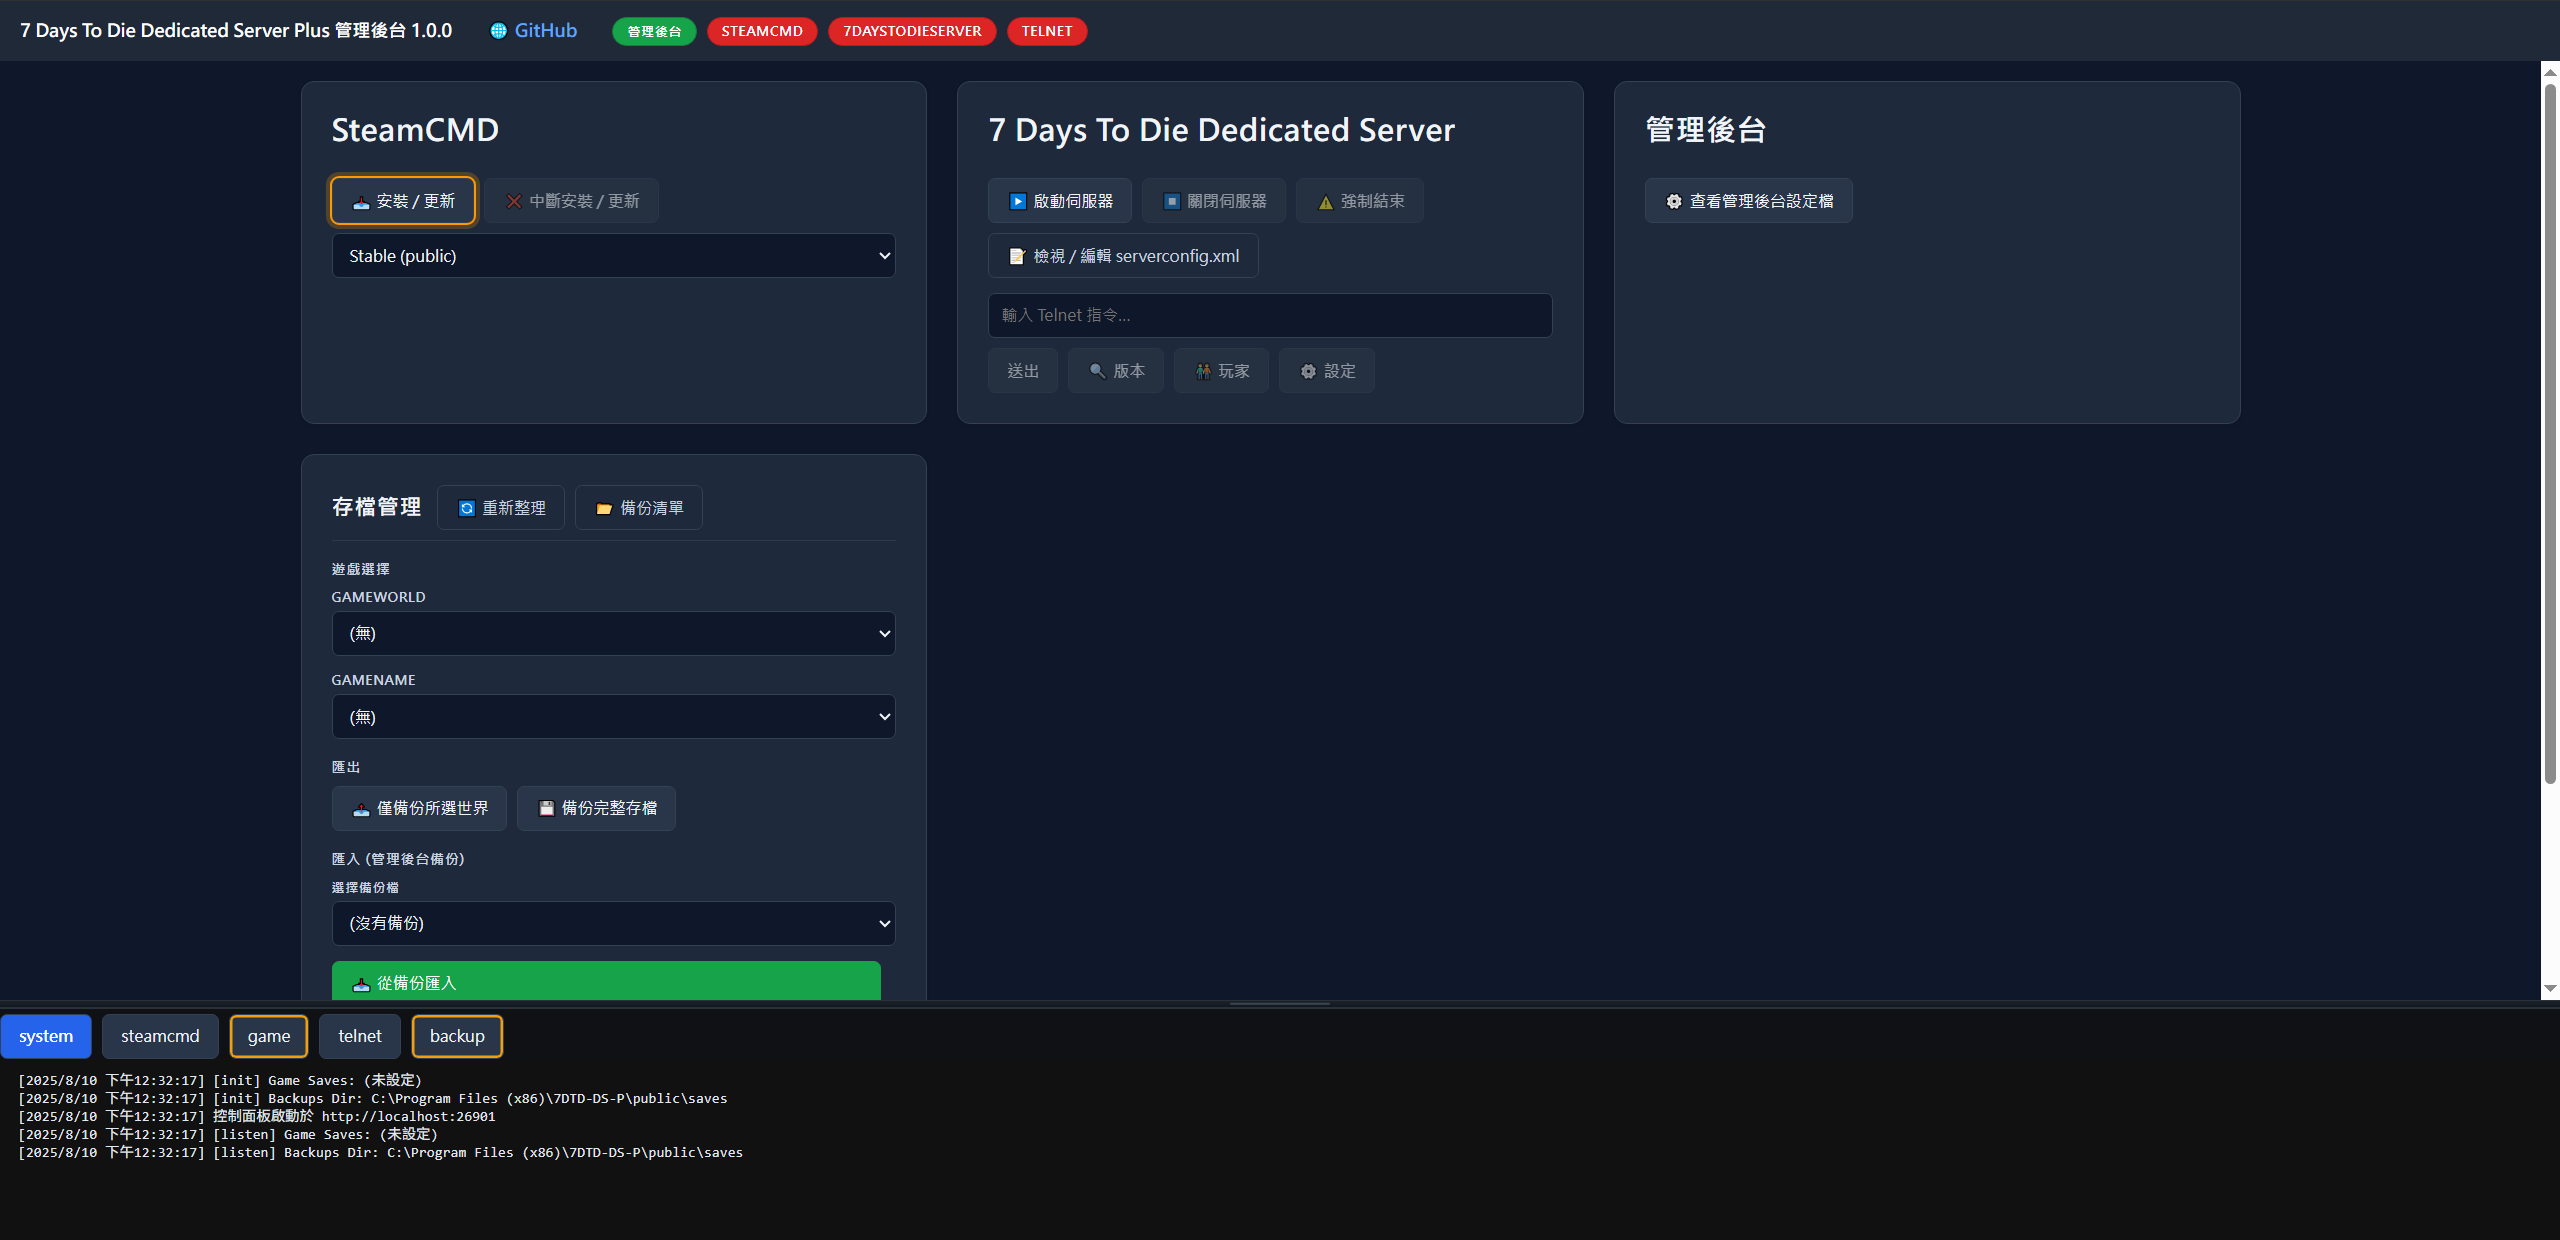 7 Days To Die Dedicated Server Plus 管理後台 1.0.0
GitHub
管理後台
STEAMCMD
7DAYSTODIESERVER
TELNET
SteamCMD
安裝 / 更新
中斷安裝 / 更新
Stable (public)
7 Days To Die Dedicated Server
啟動伺服器
關閉伺服器
強制結束
檢視 / 編輯 serverconfig.xml
輸入 Telnet 指令...
送出
版本
玩家
設定
管理後台
查看管理後台設定檔
存檔管理
重新整理
備份清單
遊戲選擇
GAMEWORLD
(無)
GAMENAME
(無)
匯出
僅備份所選世界
備份完整存檔
匯入 (管理後台備份)
選擇備份檔
(沒有備份)
從備份匯入
system
steamcmd
game
telnet
backup
[2025/8/10 下午12:32:17] [init] Game Saves: (未設定)
[2025/8/10 下午12:32:17] [init] Backups Dir: C:\Program Files (x86)\7DTD-DS-P\public\saves
[2025/8/10 下午12:32:17] 控制面板啟動於 http://localhost:26901
[2025/8/10 下午12:32:17] [listen] Game Saves: (未設定)
[2025/8/10 下午12:32:17] [listen] Backups Dir: C:\Program Files (x86)\7DTD-DS-P\public\saves